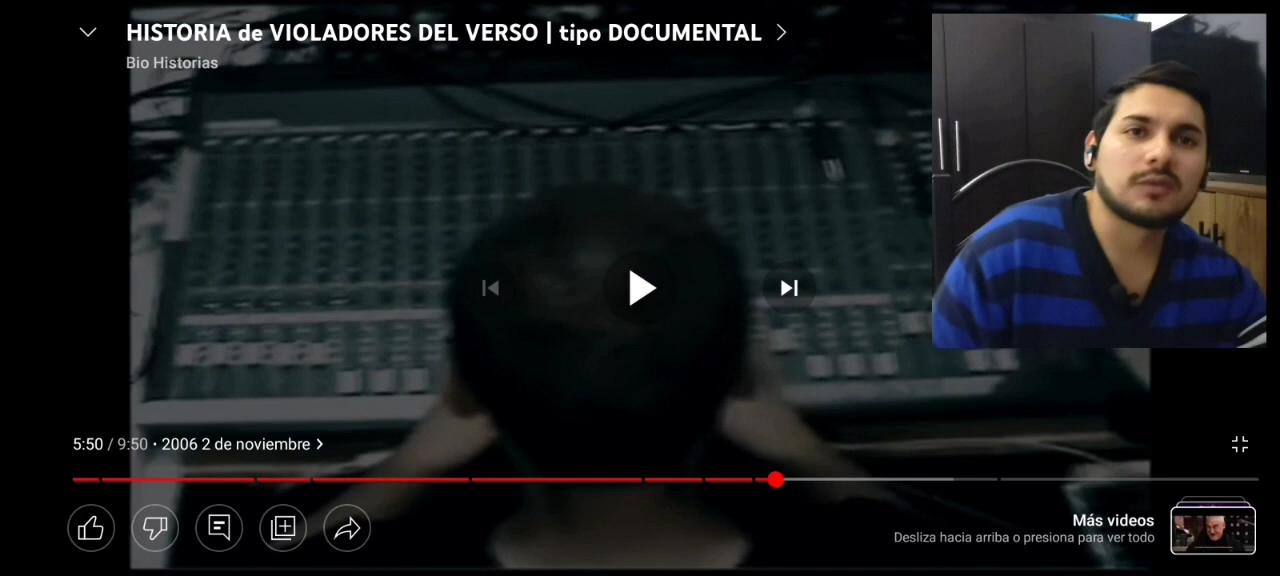 HISTORIA de VIOLADORES DEL VERSO | tipo DOCUMENTAL
Bio Historias
5:50 / 9:50 • 2006 2 de noviembre
Más videos
Desliza hacia arriba o presiona para ver todo